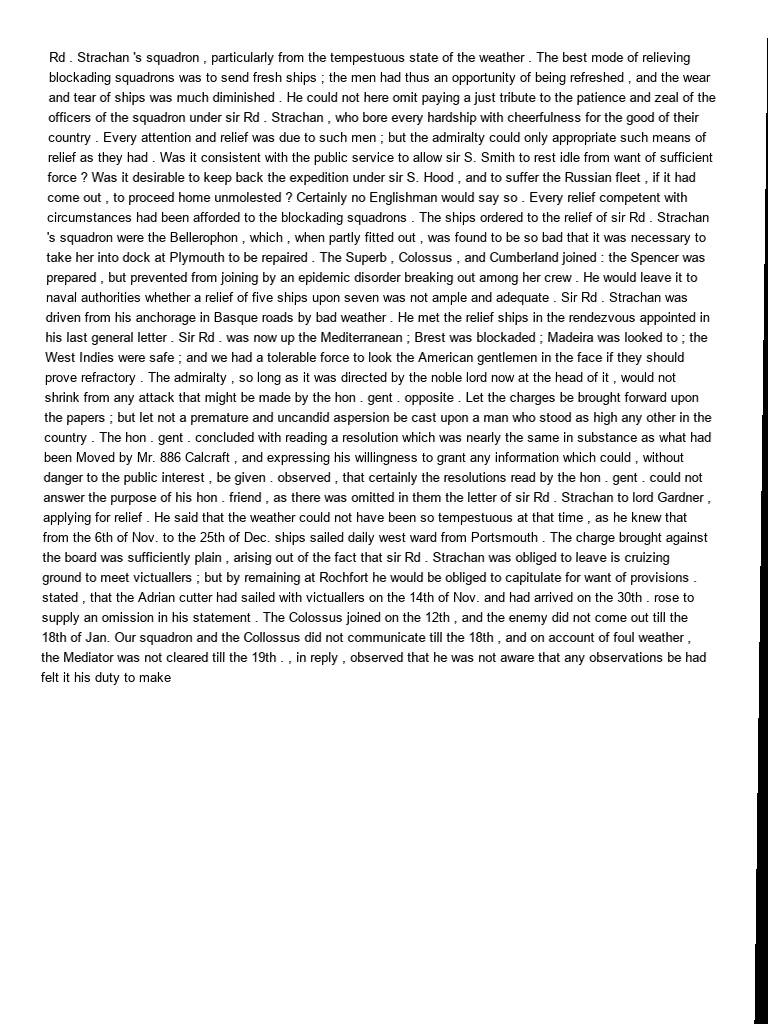 Rd . Strachan 's squadron , particularly from the tempestuous state of the weather . The best mode of relieving
blockading squadrons was to send fresh ships ; the men had thus an opportunity of being refreshed , and the wear
and tear of ships was much diminished . He could not here omit paying a just tribute to the patience and zeal of the
officers of the squadron under sir Rd . Strachan , who bore every hardship with cheerfulness for the good of their
country . Every attention and relief was due to such men ; but the admiralty could only appropriate such means of
relief as they had . Was it consistent with the public service to allow sir S. Smith to rest idle from want of sufficient
force ? Was it desirable to keep back the expedition under sir S. Hood , and to suffer the Russian fleet , if it had
come out , to proceed home unmolested ? Certainly no Englishman would say so . Every relief competent with
circumstances had been afforded to the blockading squadrons . The ships ordered to the relief of sir Rd . Strachan
's squadron were the Bellerophon , which , when partly fitted out , was found to be so bad that it was necessary to
take her into dock at Plymouth to be repaired . The Superb , Colossus , and Cumberland joined : the Spencer was
prepared , but prevented from joining by an epidemic disorder breaking out among her crew . He would leave it to
naval authorities whether a relief of five ships upon seven was not ample and adequate . Sir Rd . Strachan was
driven from his anchorage in Basque roads by bad weather . He met the relief ships in the rendezvous appointed in
his last general letter . Sir Rd . was now up the Mediterranean ; Brest was blockaded ; Madeira was looked to ; the
West Indies were safe ; and we had a tolerable force to look the American gentlemen in the face if they should
prove refractory . The admiralty , so long as it was directed by the noble lord now at the head of it , would not
shrink from any attack that might be made by the hon . gent . opposite . Let the charges be brought forward upon
the papers ; but let not a premature and uncandid aspersion be cast upon a man who stood as high any other in the
country . The hon . gent . concluded with reading a resolution which was nearly the same in substance as what had
been Moved by Mr. 886 Calcraft , and expressing his willingness to grant any information which could , without
danger to the public interest , be given . observed , that certainly the resolutions read by the hon . gent . could not
answer the purpose of his hon . friend , as there was omitted in them the letter of sir Rd . Strachan to lord Gardner ,
applying for relief . He said that the weather could not have been so tempestuous at that time , as he knew that
from the 6th of Nov. to the 25th of Dec. ships sailed daily west ward from Portsmouth . The charge brought against
the board was sufficiently plain , arising out of the fact that sir Rd . Strachan was obliged to leave is cruizing
ground to meet victuallers ; but by remaining at Rochfort he would be obliged to capitulate for want of provisions .
stated , that the Adrian cutter had sailed with victuallers on the 14th of Nov. and had arrived on the 30th . rose to
supply an omission in his statement . The Colossus joined on the 12th , and the enemy did not come out till the
18th of Jan. Our squadron and the Collossus did not communicate till the 18th , and on account of foul weather ,
the Mediator was not cleared till the 19th . , in reply , observed that he was not aware that any observations be had
felt it his duty to make